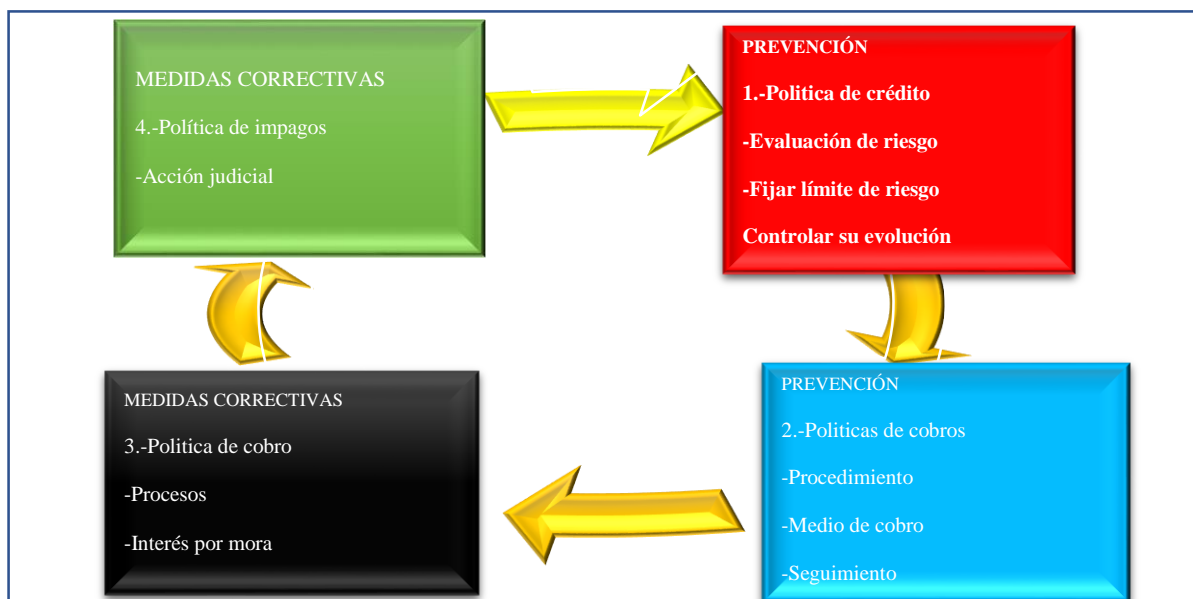 MEDIDAS CORRECTIVAS
4.-Política de impagos
-Acción judicial
PREVENCIÓN
1.-Politica de crédito
-Evaluación de riesgo
-Fijar límite de riesgo
Controlar su evolución
MEDIDAS CORRECTIVAS
3.-Politica de cobro
-Procesos
-Interés por mora
PREVENCIÓN
2.-Politicas de cobros
-Procedimiento
-Medio de cobro
-Seguimiento